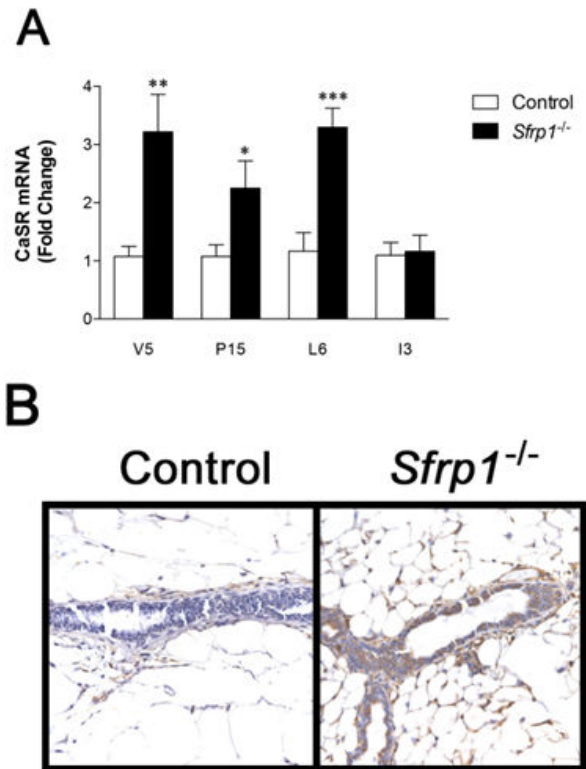 A
CaSR mRNA
(Fold Change)
4
3
2
1
0
**
*
***
V5
P15
L6
I3
Control
Sfrp1-/-
B
Control
Sfrp1-/-